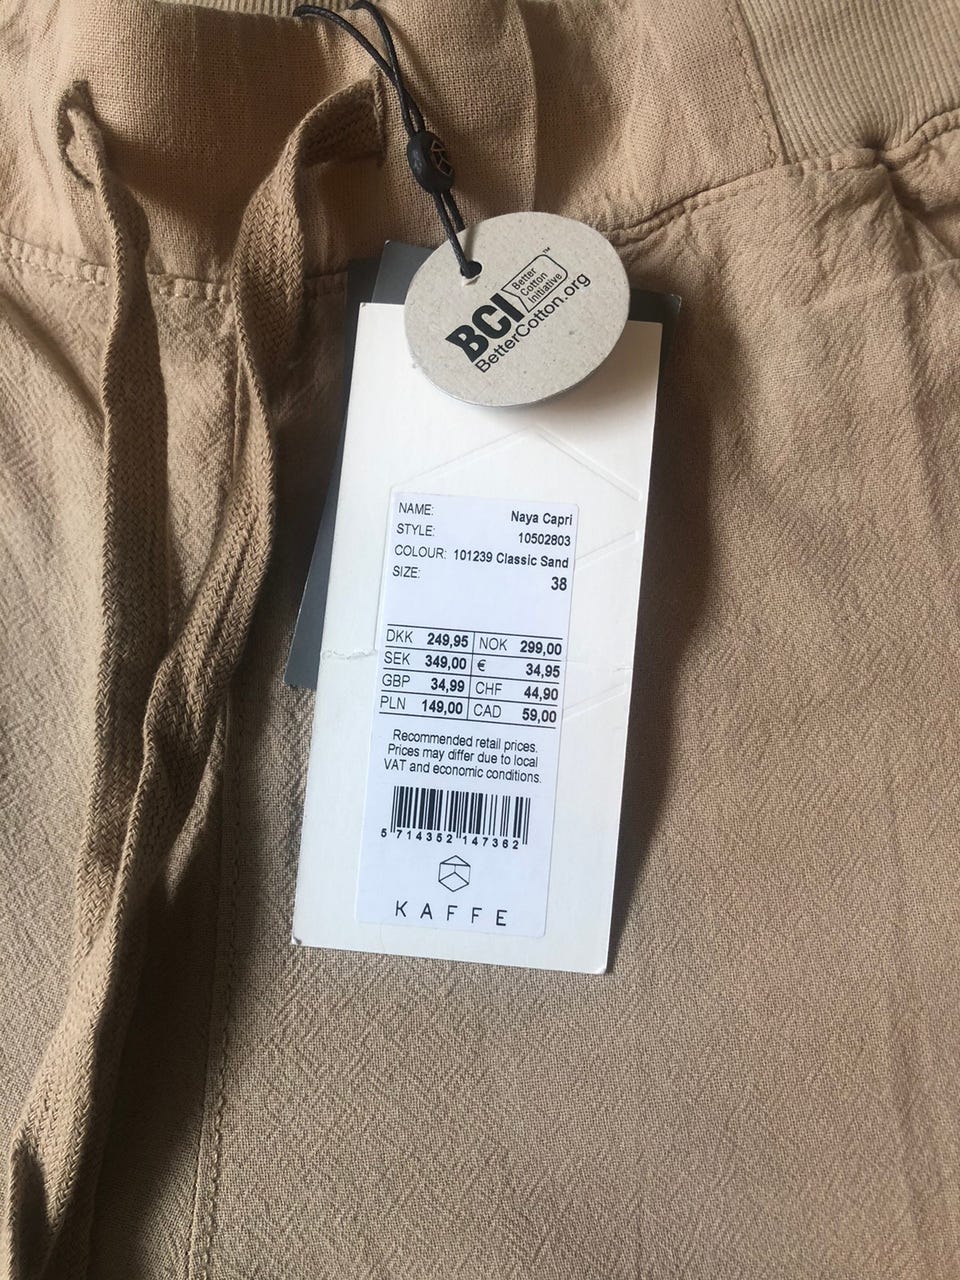 BCI Better
Cotton
Initiative™
BetterCotton.org
NAME: Naya Capri
STYLE: 10502803
COLOUR: 101239 Classic Sand
SIZE: 38
DKK 249,95 NOK 299,00
SEK 349,00 € 34,95
GBP 34,99 CHF 44,90
PLN 149,00 CAD 59,00
Recommended retail prices.
Prices may differ due to local
VAT and economic conditions.
5 714352 147362
KAFFE